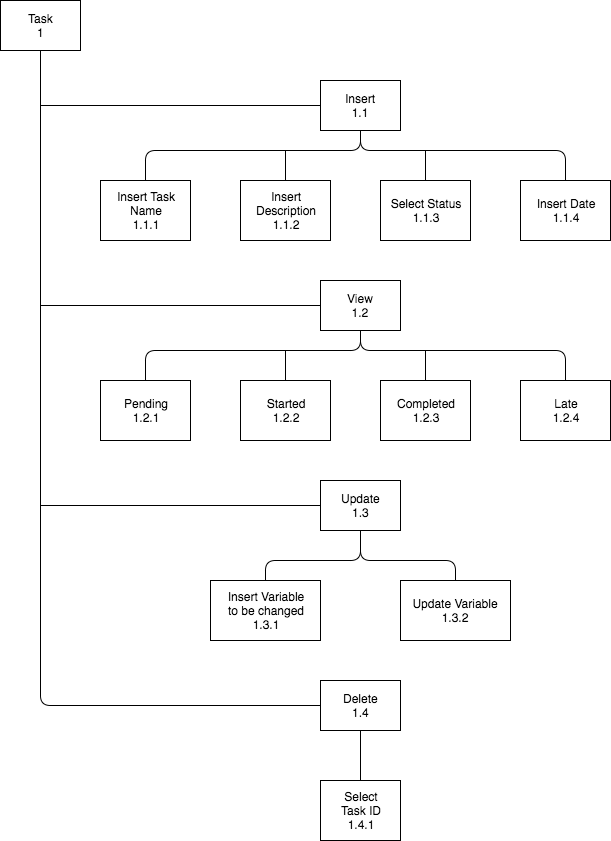 Task
1
Insert
1.1
Insert Task
Name
1.1.1
Insert
Description
1.1.2
Select Status
1.1.3
Insert Date
1.1.4
View
1.2
Pending
1.2.1
Started
1.2.2
Completed
1.2.3
Late
1.2.4
Update
1.3
Insert Variable
to be changed
1.3.1
Update Variable
1.3.2
Delete
1.4
Select
Task ID
1.4.1